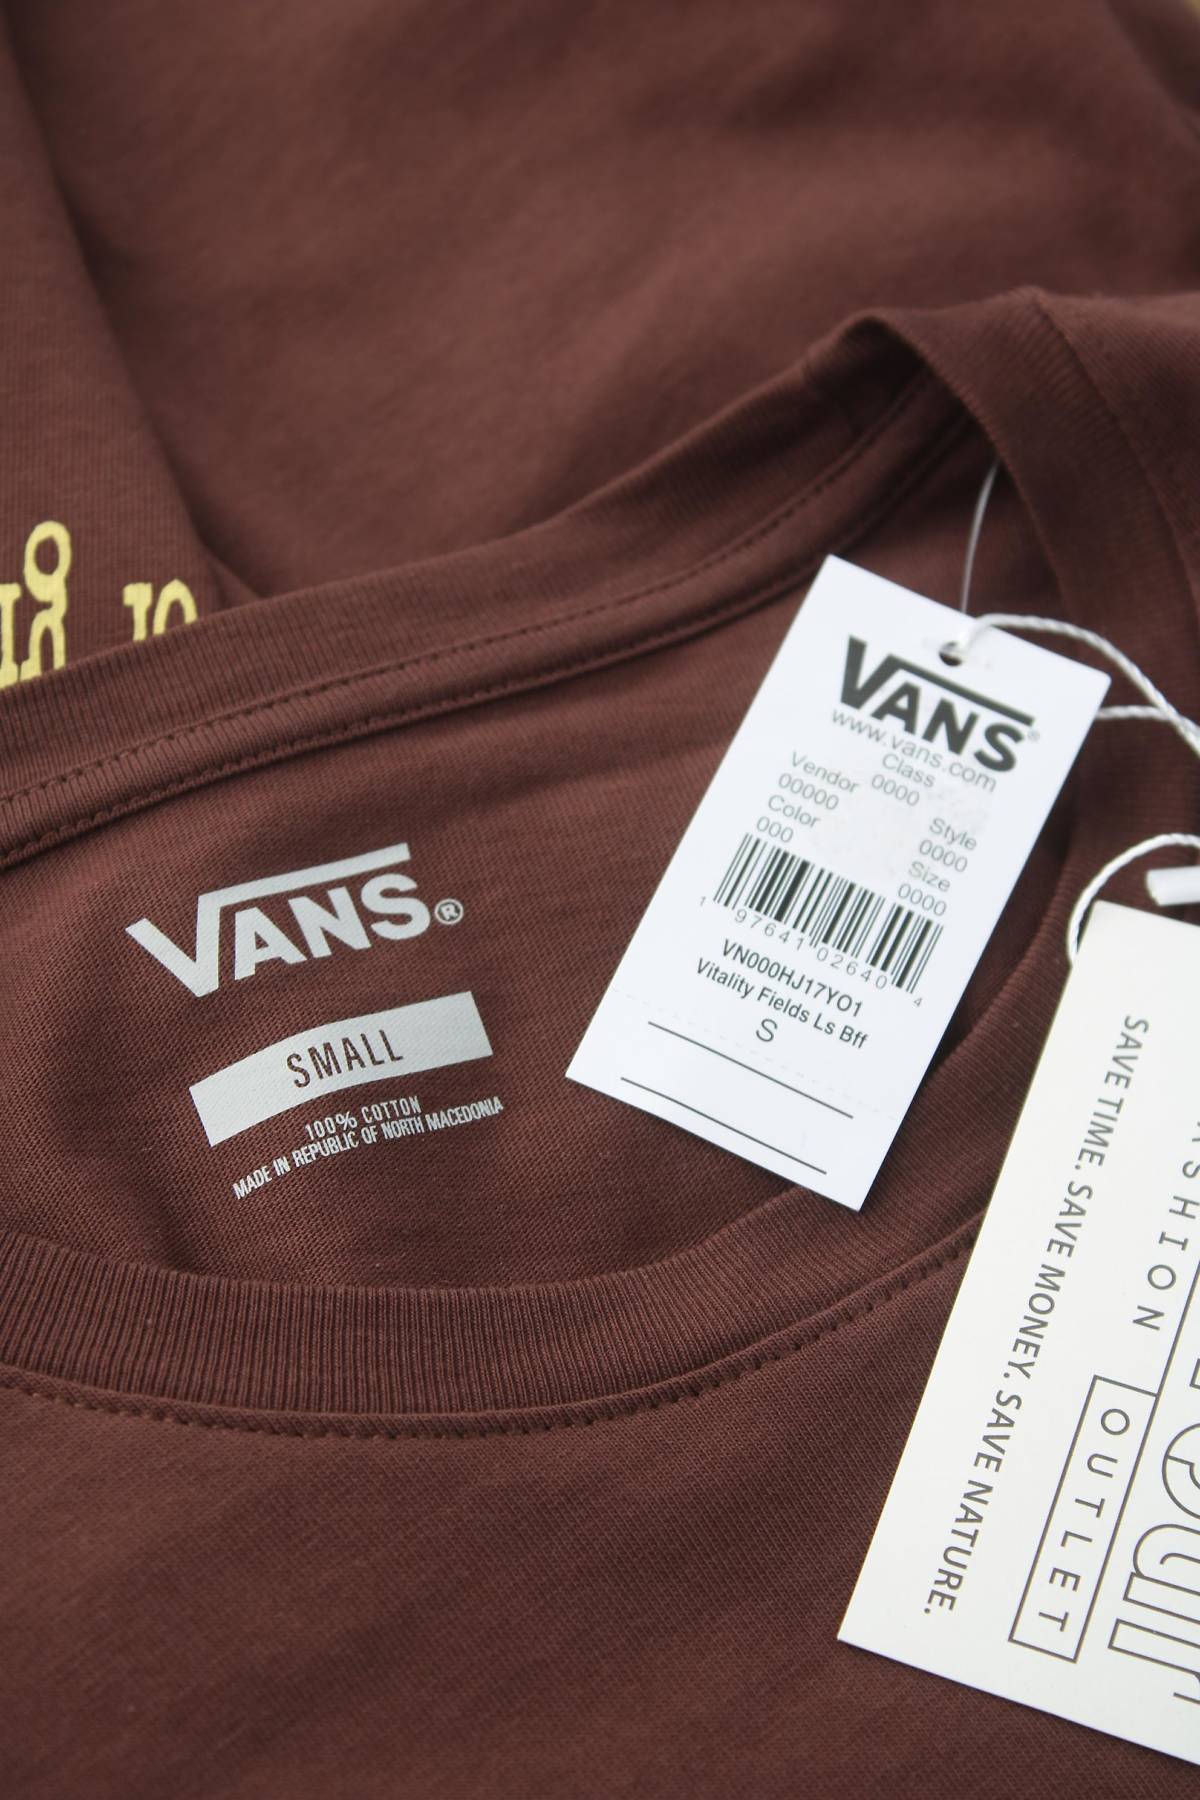 VANS®
SMALL
100% COTTON
MADE IN REPUBLIC OF NORTH MACEDONIA
VANS®
www.vans.com
Class
0000
Vendor
00000
Style
0000
Color
000
Size
0000
1 97641 02640 4
VN000HJ17YO1
Vitality Fields Ls Bff
S
SAVE TIME. SAVE MONEY. SAVE NATURE.
OUTLET